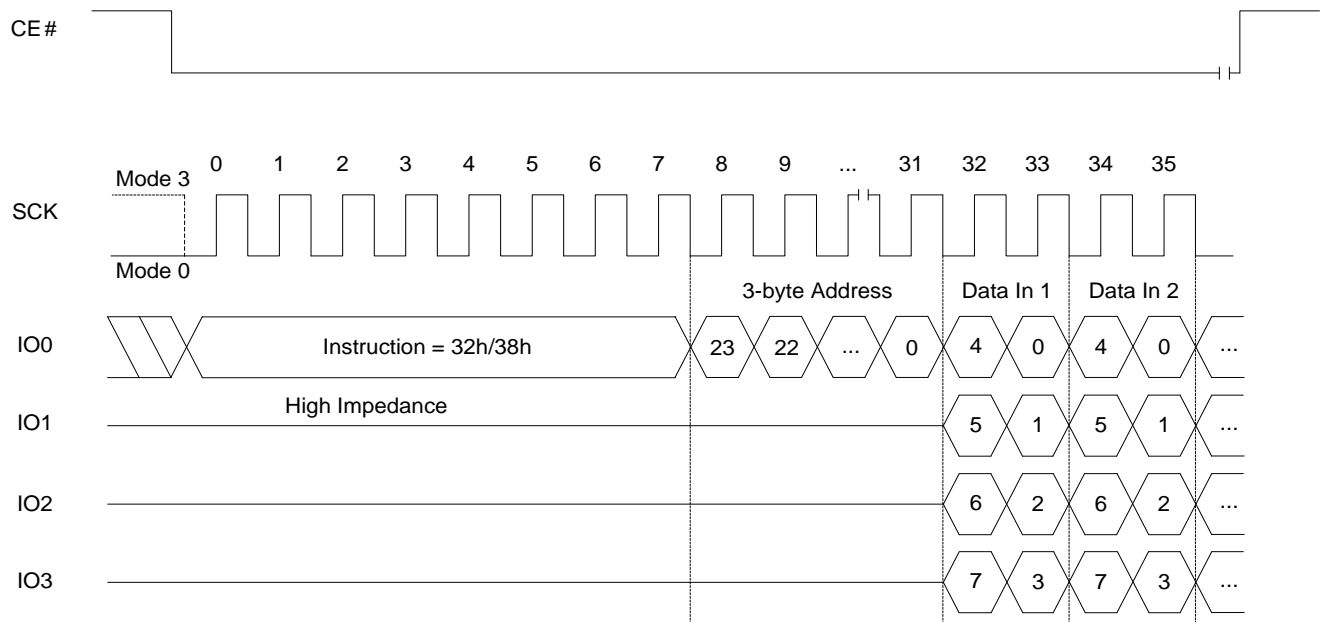 CE#
0 1 2 3 4 5 6 7 8 9 ... 31 32 33 34 35
Mode 3
SCK
Mode 0
3-byte Address Data In 1 Data In 2
IO0 Instruction = 32h/38h 23 22 ... 0 4 0 4 0 ...
High Impedance
IO1 5 1 5 1 ...
IO2 6 2 6 2 ...
IO3 7 3 7 3 ...